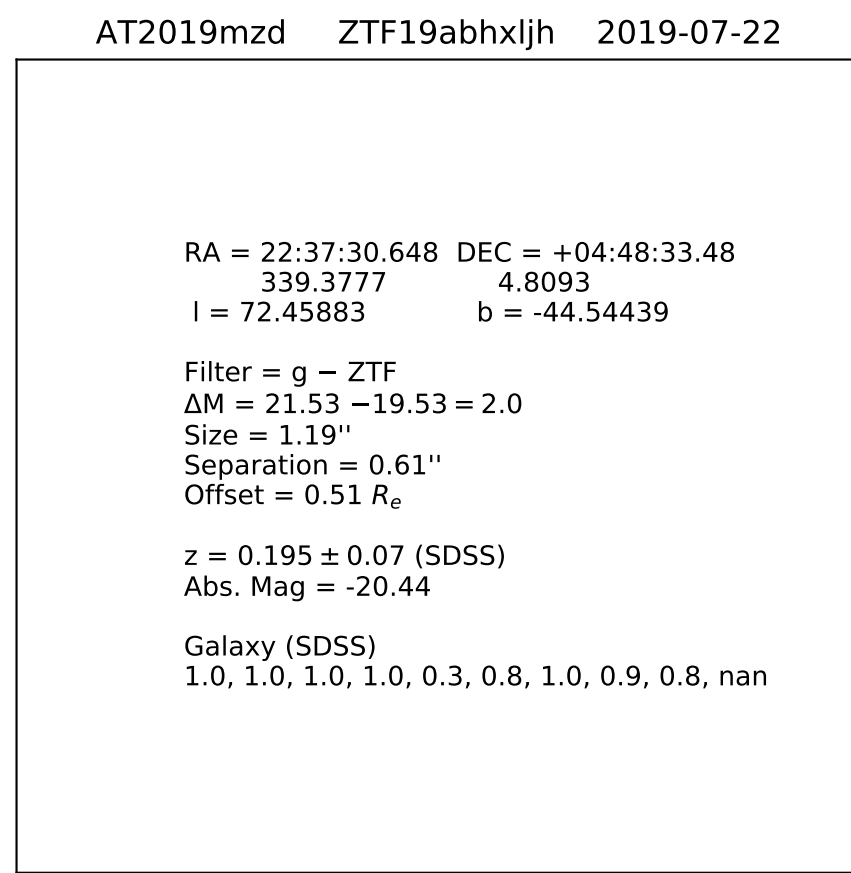 AT2019mzd ZTF19abhxljh 2019-07-22
RA = 22:37:30.648 DEC = +04:48:33.48
339.3777 4.8093
l = 72.45883 b = -44.54439
Filter = g − ZTF
ΔM = 21.53 −19.53 = 2.0
Size = 1.19''
Separation = 0.61''
Offset = 0.51 Rₑ
z = 0.195 ± 0.07 (SDSS)
Abs. Mag = -20.44
Galaxy (SDSS)
1.0, 1.0, 1.0, 1.0, 0.3, 0.8, 1.0, 0.9, 0.8, nan